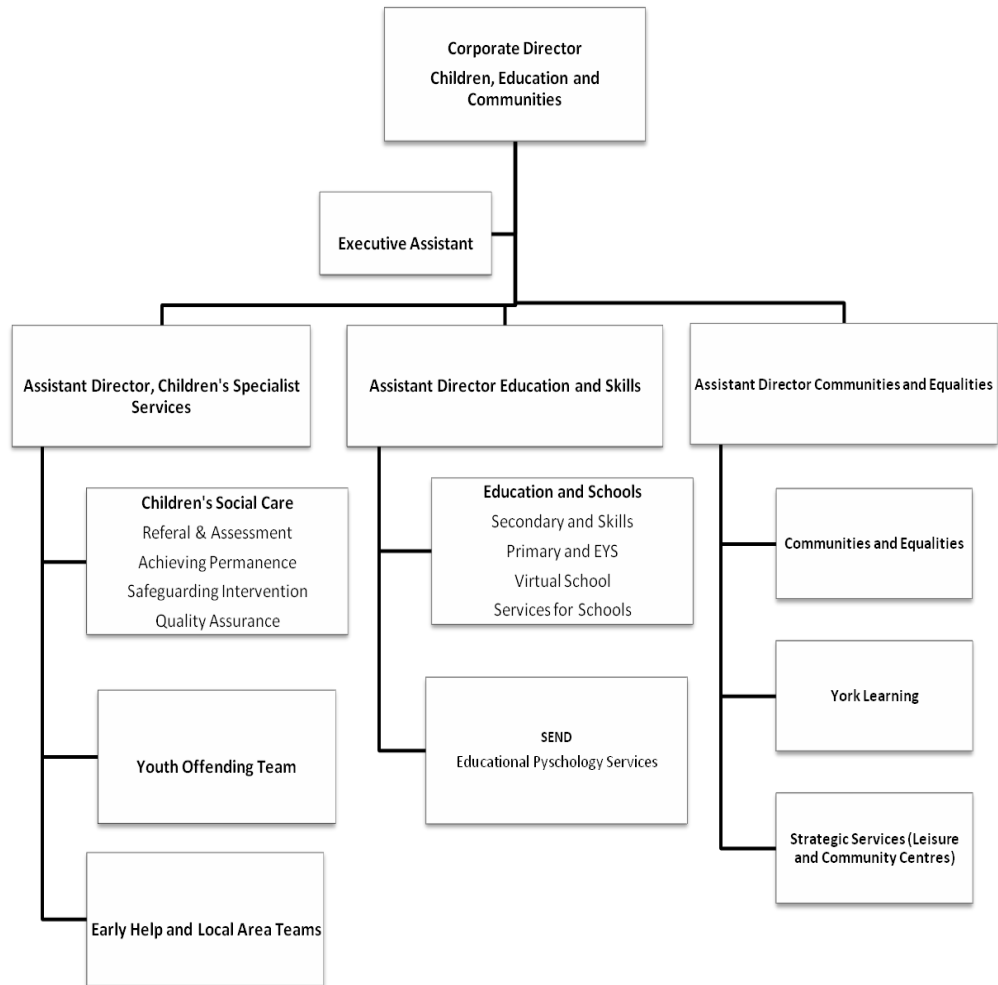 Corporate Director
Children, Education and
Communities
Executive Assistant
Assistant Director, Children's Specialist
Services
Assistant Director Education and Skills
Assistant Director Communities and Equalities
Children's Social Care
Referal & Assessment
Achieving Permanence
Safeguarding Intervention
Quality Assurance
Youth Offending Team
Early Help and Local Area Teams
Education and Schools
Secondary and Skills
Primary and EYS
Virtual School
Services for Schools
SEND
Educational Pyschology Services
Communities and Equalities
York Learning
Strategic Services (Leisure
and Community Centres)